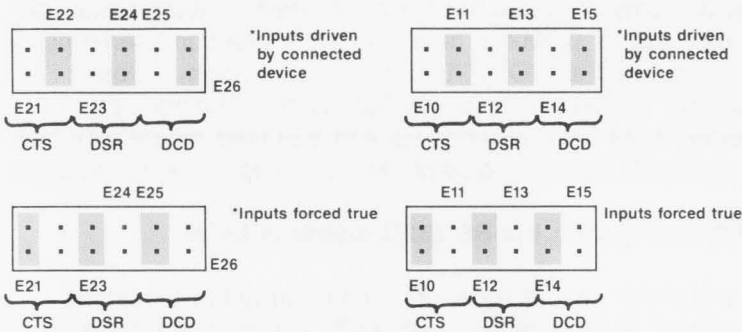 E22 E24 E25
*Inputs driven
by connected
device
E26
E21 E23
CTS DSR DCD
E11 E13 E15
*Inputs driven
by connected
device
E10 E12 E14
CTS DSR DCD
E24 E25
*Inputs forced true
E26
E21 E23
CTS DSR DCD
E11 E13 E15
Inputs forced true
E10 E12 E14
CTS DSR DCD